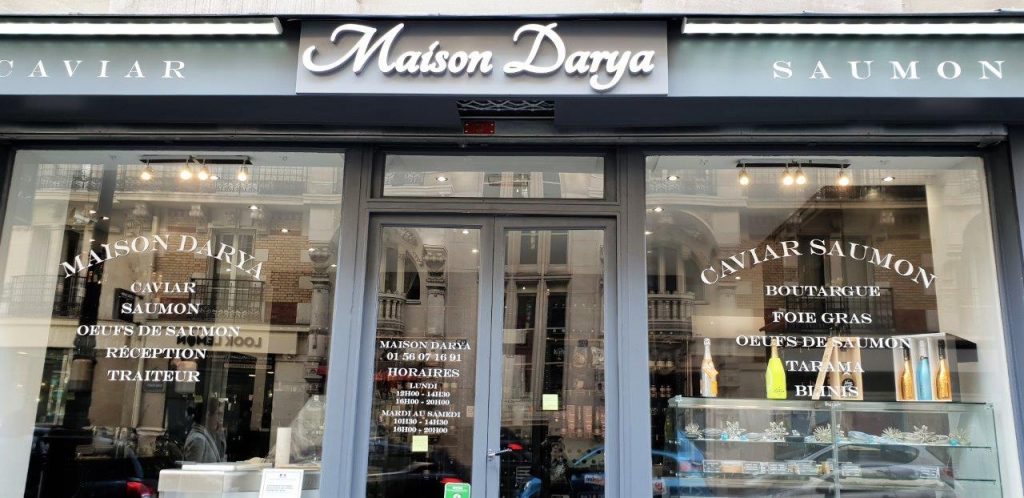 CAVIAR
Maison Darya
SAUMON
MAISON DARYA
CAVIAR
SAUMON
OEUFS DE SAUMON
RÉCEPTION
TRAITEUR
LOOK LEMON
MAISON DARYA
01 56 07 16 91
HORAIRES
LUNDI
12H00 - 14H30
16H00 - 20H00
MARDI AU SAMEDI
10H30 - 14H30
16H00 - 20H00
CAVIAR SAUMON
BOUTARGUE
FOIE GRAS
OEUFS DE SAUMON
TARAMA
BLINIS